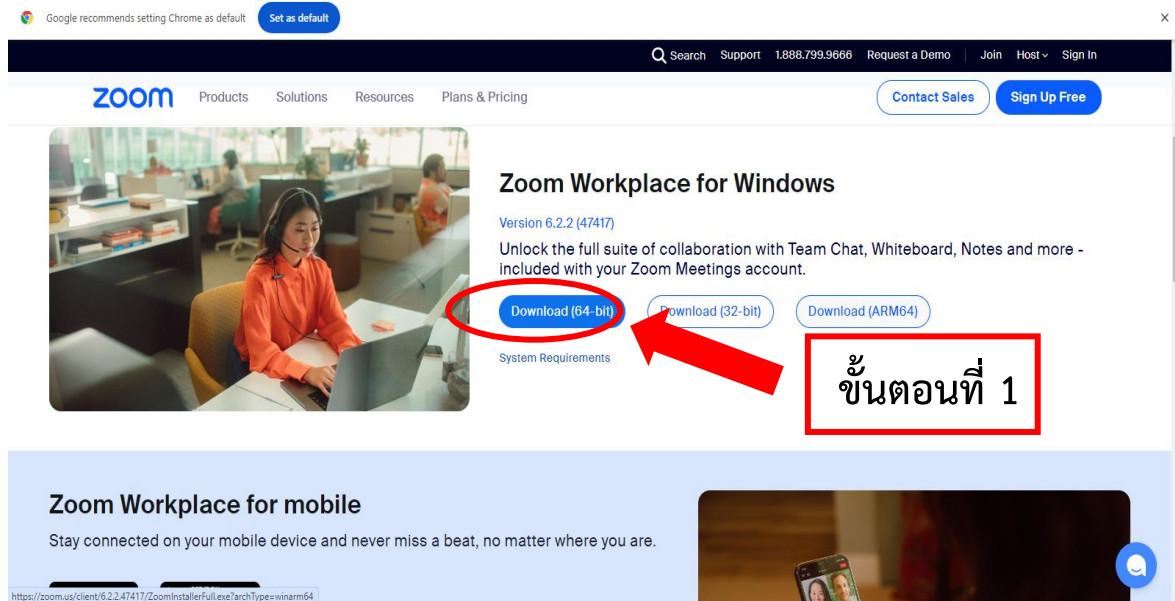 Google recommends setting Chrome as default Set as default
Search Support 1.888.799.9666 Request a Demo Join Host Sign In
zoom Products Solutions Resources Plans & Pricing Contact Sales Sign Up Free
Zoom Workplace for Windows
Version 6.2.2 (47417)
Unlock the full suite of collaboration with Team Chat, Whiteboard, Notes and more -
included with your Zoom Meetings account.
Download (64-bit) Download (32-bit) Download (ARM64)
System Requirements
ขั้นตอนที่ 1
Zoom Workplace for mobile
Stay connected on your mobile device and never miss a beat, no matter where you are.
https://zoom.us/client/6.2.2.47417/ZoomInstallerFull.exe?archType=winarm64